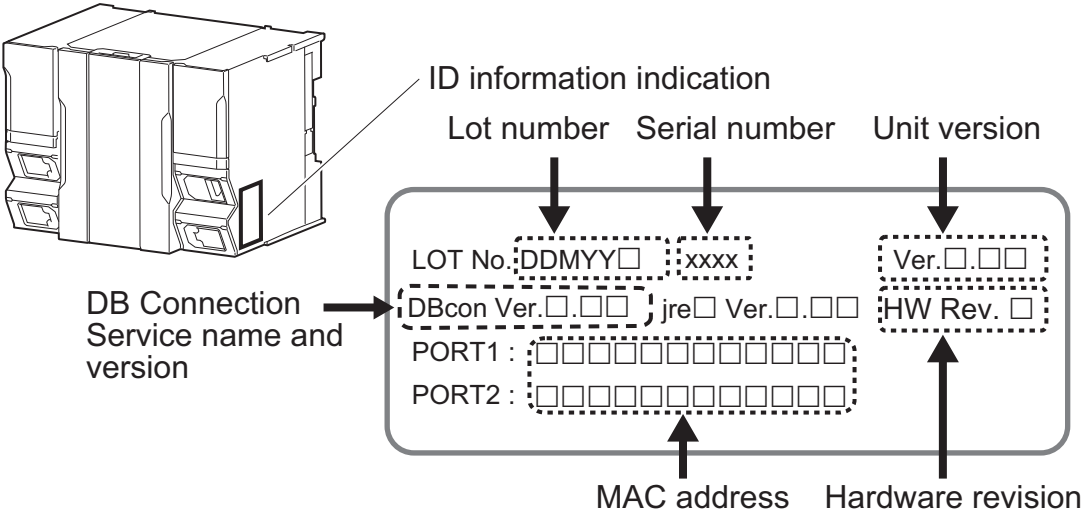 ID information indication
Lot number Serial number Unit version
LOT No. DDMYY□ xxxx Ver.□.□□
DB Connection
Service name and
version
DBcon Ver.□.□□ jre□ Ver.□.□□ HW Rev. □
PORT1 : □□□□□□□□□□□□
PORT2 : □□□□□□□□□□□□
MAC address Hardware revision